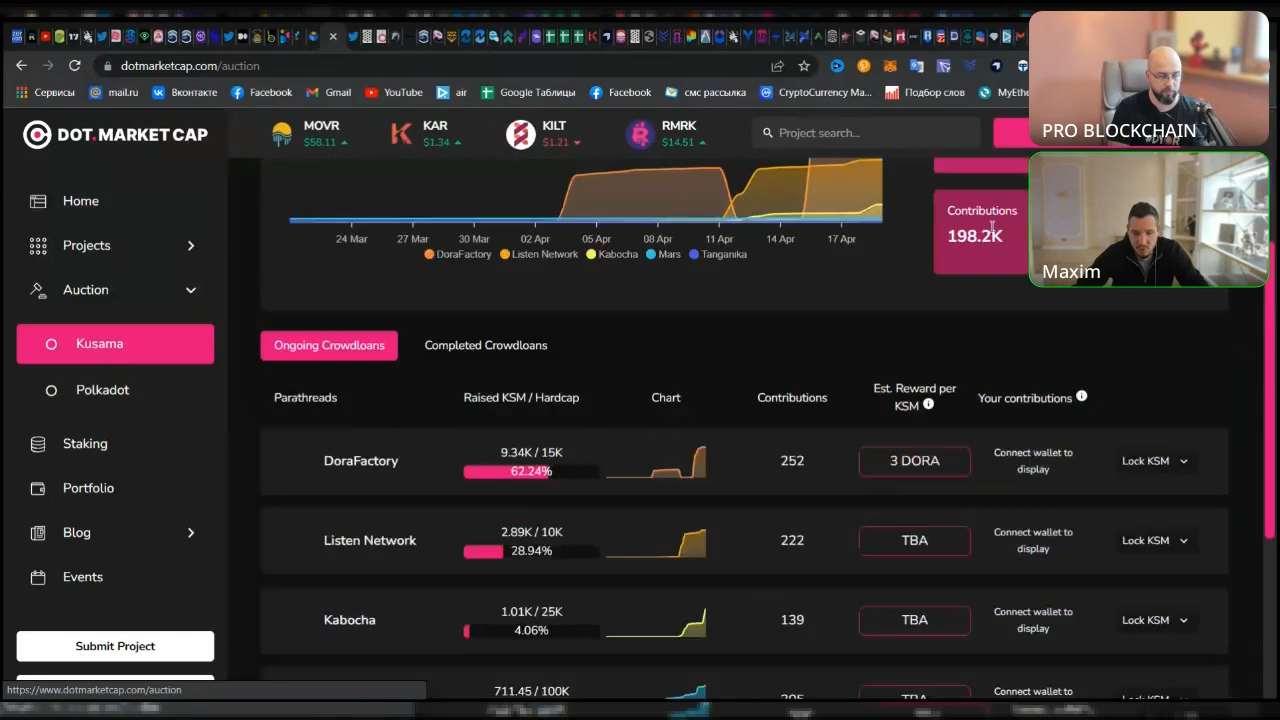 dotmarketcap.com/auction
Сервисы mail.ru Вконтакте Facebook Gmail YouTube air Google Таблицы Facebook смс рассылка CryptoCurrency Ma... Подбор слов MyEthe
DOT.MARKET CAP
MOVR
$58.11
KAR
$1.34
KILT
$1.21
RMRK
$14.51
Project search...
PRO BLOCKCHAIN
Maxim
Home
Projects
Auction
Kusama
Polkadot
Staking
Portfolio
Blog
Events
Submit Project
24 Mar 27 Mar 30 Mar 02 Apr 05 Apr 08 Apr 11 Apr 14 Apr 17 Apr
DoraFactory Listen Network Kabocha Mars Tanganika
Contributions
198.2K
Ongoing Crowdloans Completed Crowdloans
Parathreads Raised KSM / Hardcap Chart Contributions Est. Reward per KSM Your contributions
DoraFactory
9.34K / 15K
62.24%
252
3 DORA
Connect wallet to
display
Lock KSM
Listen Network
2.89K / 10K
28.94%
222
TBA
Connect wallet to
display
Lock KSM
Kabocha
1.01K / 25K
4.06%
139
TBA
Connect wallet to
display
Lock KSM
711.45 / 100K
Connect wallet to
https://www.dotmarketcap.com/auction